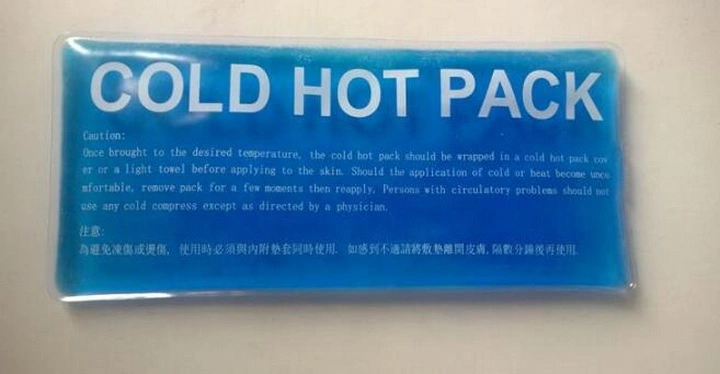 COLD HOT PACK
Caution:
Once brought to the desired temperature, the cold hot pack should be wrapped in a cold hot pack cov
er or a light towel before applying to the skin. Should the application of cold or heat become unco
mfortable, remove pack for a few moments then reapply. Persons with circulatory problems should not
use any cold compress except as directed by a physician.
注意:
為避免凍傷或燙傷, 使用時必須與內附墊套同時使用. 如感到不適請將敷墊離開皮膚,隔數分鐘後再使用.